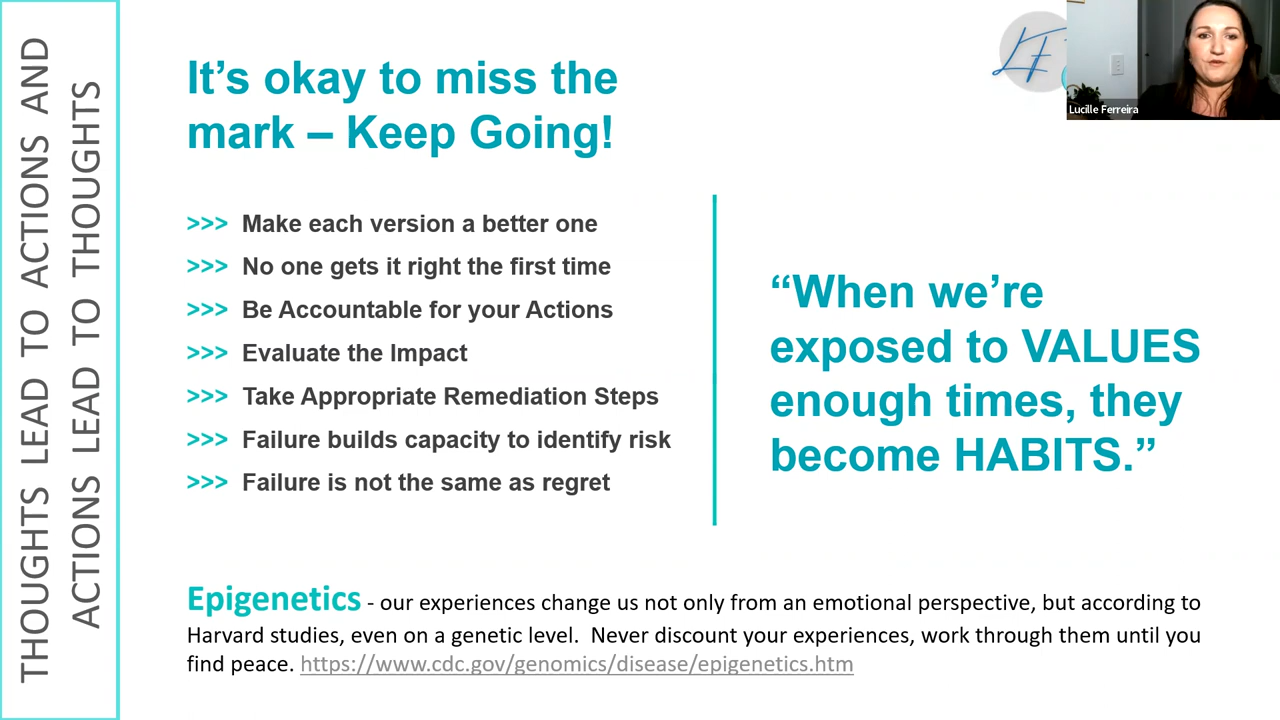 THOUGHTS LEAD TO ACTIONS AND
ACTIONS LEAD TO THOUGHTS
It’s okay to miss the
mark – Keep Going!
>>> Make each version a better one
>>> No one gets it right the first time
>>> Be Accountable for your Actions
>>> Evaluate the Impact
>>> Take Appropriate Remediation Steps
>>> Failure builds capacity to identify risk
>>> Failure is not the same as regret
“When we’re
exposed to VALUES
enough times, they
become HABITS.”
Epigenetics - our experiences change us not only from an emotional perspective, but according to
Harvard studies, even on a genetic level. Never discount your experiences, work through them until you
find peace. https://www.cdc.gov/genomics/disease/epigenetics.htm
LF
Lucille Ferreira